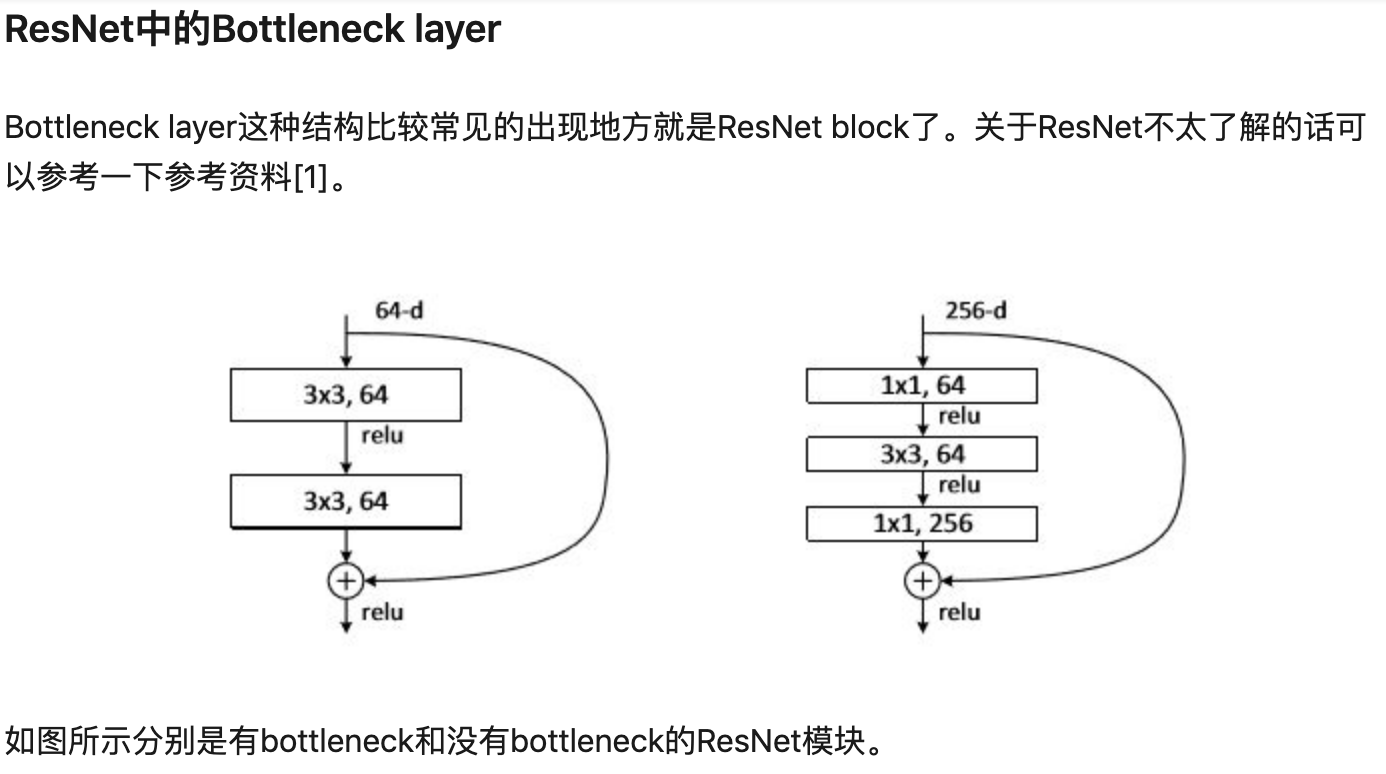 ResNet中的Bottleneck layer
Bottleneck layer这种结构比较常见的出现地方就是ResNet block了。关于ResNet不太了解的话可
以参考一下参考资料[1]。
64-d
3x3, 64
relu
3x3, 64
+
relu
256-d
1x1, 64
relu
3x3, 64
relu
1x1, 256
+
relu
如图所示分别是有bottleneck和没有bottleneck的ResNet模块。